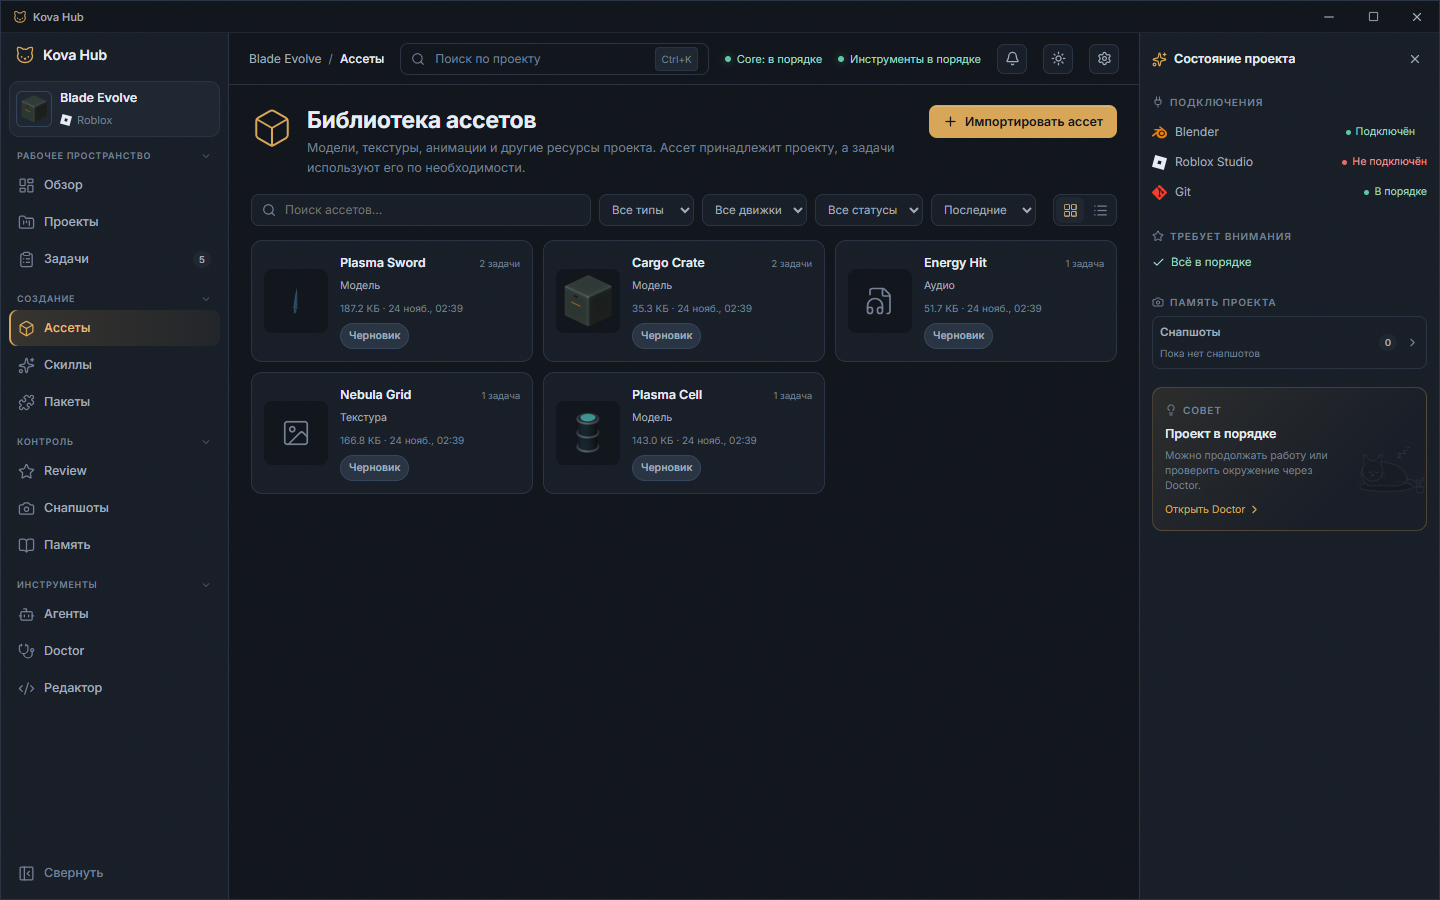 Kova Hub
Kova Hub
Blade Evolve
Roblox
РАБОЧЕЕ ПРОСТРАНСТВО
Обзор
Проекты
Задачи 5
СОЗДАНИЕ
Ассеты
Скиллы
Пакеты
КОНТРОЛЬ
Review
Снапшоты
Память
ИНСТРУМЕНТЫ
Агенты
Doctor
Редактор
Свернуть
Blade Evolve / Ассеты
Поиск по проекту Ctrl+K
Core: в порядке
Инструменты в порядке
Библиотека ассетов
Модели, текстуры, анимации и другие ресурсы проекта. Ассет принадлежит проекту, а задачи
используют его по необходимости.
Импортировать ассет
Поиск ассетов...
Все типы
Все движки
Все статусы
Последние
Plasma Sword 2 задачи
Модель
187.2 КБ · 24 нояб., 02:39
Черновик
Cargo Crate 2 задачи
Модель
35.3 КБ · 24 нояб., 02:39
Черновик
Energy Hit 1 задача
Аудио
51.7 КБ · 24 нояб., 02:39
Черновик
Nebula Grid 1 задача
Текстура
166.8 КБ · 24 нояб., 02:39
Черновик
Plasma Cell 1 задача
Модель
143.0 КБ · 24 нояб., 02:39
Черновик
Состояние проекта
ПОДКЛЮЧЕНИЯ
Blender Подключён
Roblox Studio Не подключён
Git В порядке
ТРЕБУЕТ ВНИМАНИЯ
Всё в порядке
ПАМЯТЬ ПРОЕКТА
Снапшоты 0
Пока нет снапшотов
СОВЕТ
Проект в порядке
Можно продолжать работу или
проверить окружение через
Doctor.
Открыть Doctor